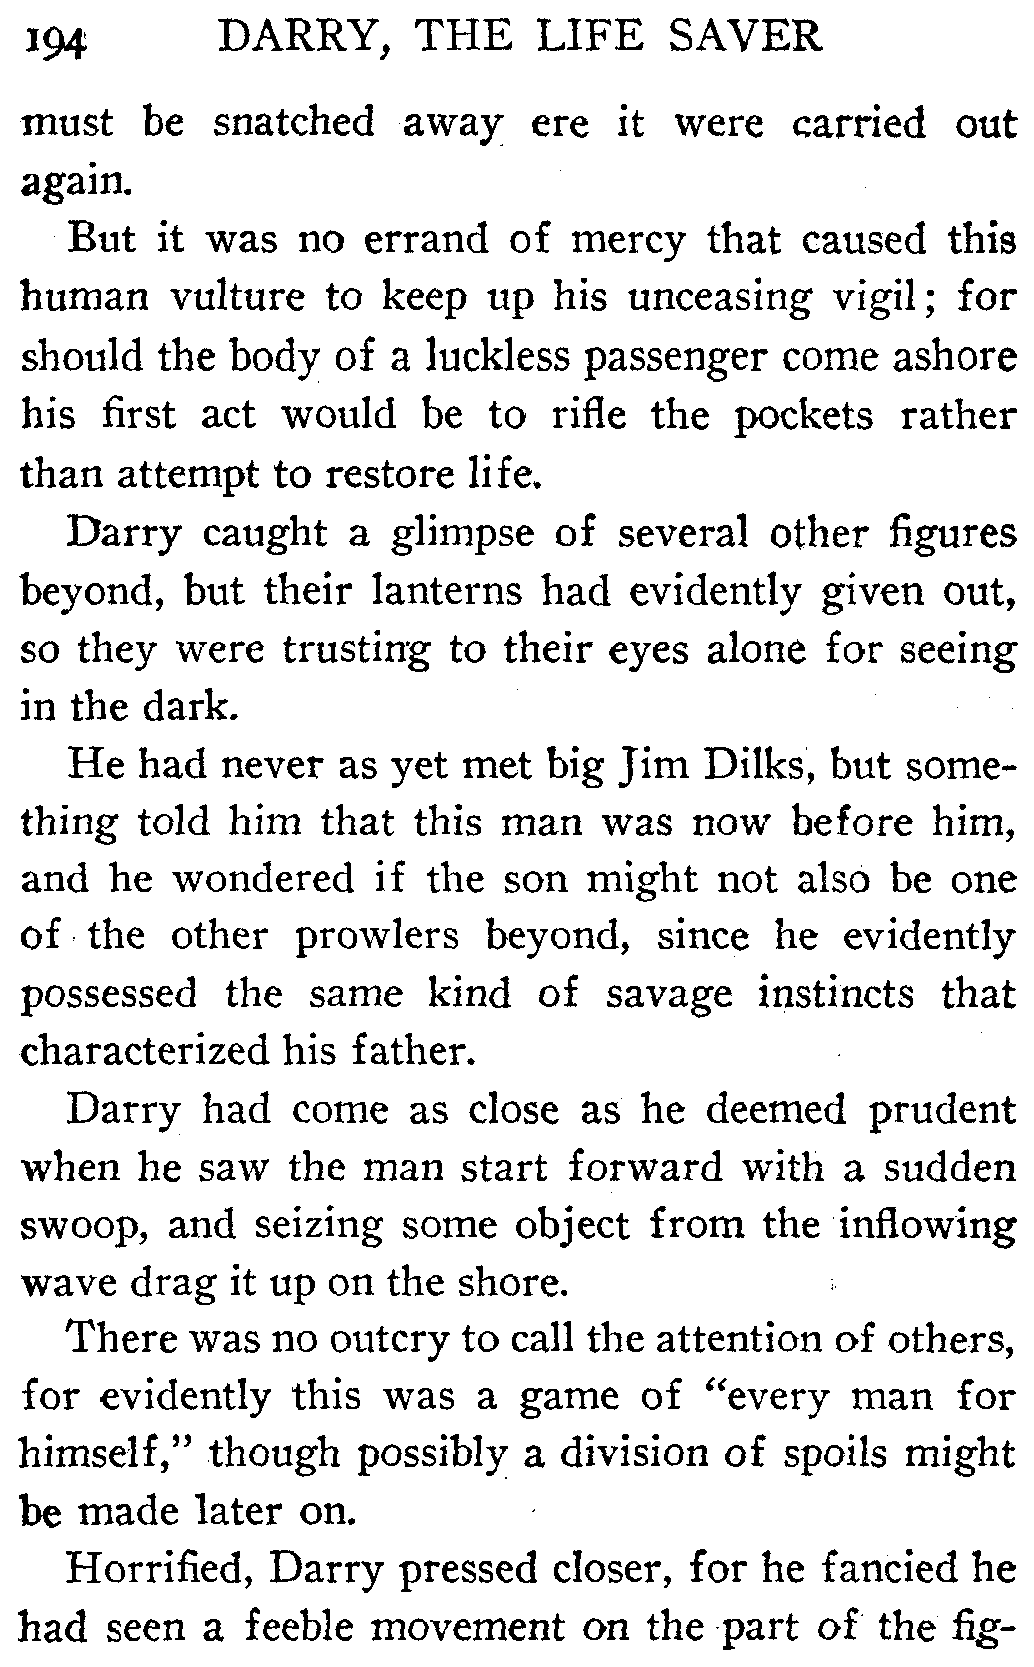 194 DARRY, THE LIFE SAVER
must be snatched away ere it were carried out
again.
But it was no errand of mercy that caused this
human vulture to keep up his unceasing vigil; for
should the body of a luckless passenger come ashore
his first act would be to rifle the pockets rather
than attempt to restore life.
Darry caught a glimpse of several other figures
beyond, but their lanterns had evidently given out,
so they were trusting to their eyes alone for seeing
in the dark.
He had never as yet met big Jim Dilks, but some-
thing told him that this man was now before him,
and he wondered if the son might not also be one
of the other prowlers beyond, since he evidently
possessed the same kind of savage instincts that
characterized his father.
Darry had come as close as he deemed prudent
when he saw the man start forward with a sudden
swoop, and seizing some object from the inflowing
wave drag it up on the shore.
There was no outcry to call the attention of others,
for evidently this was a game of "every man for
himself," though possibly a division of spoils might
be made later on.
Horrified, Darry pressed closer, for he fancied he
had seen a feeble movement on the part of the fig-